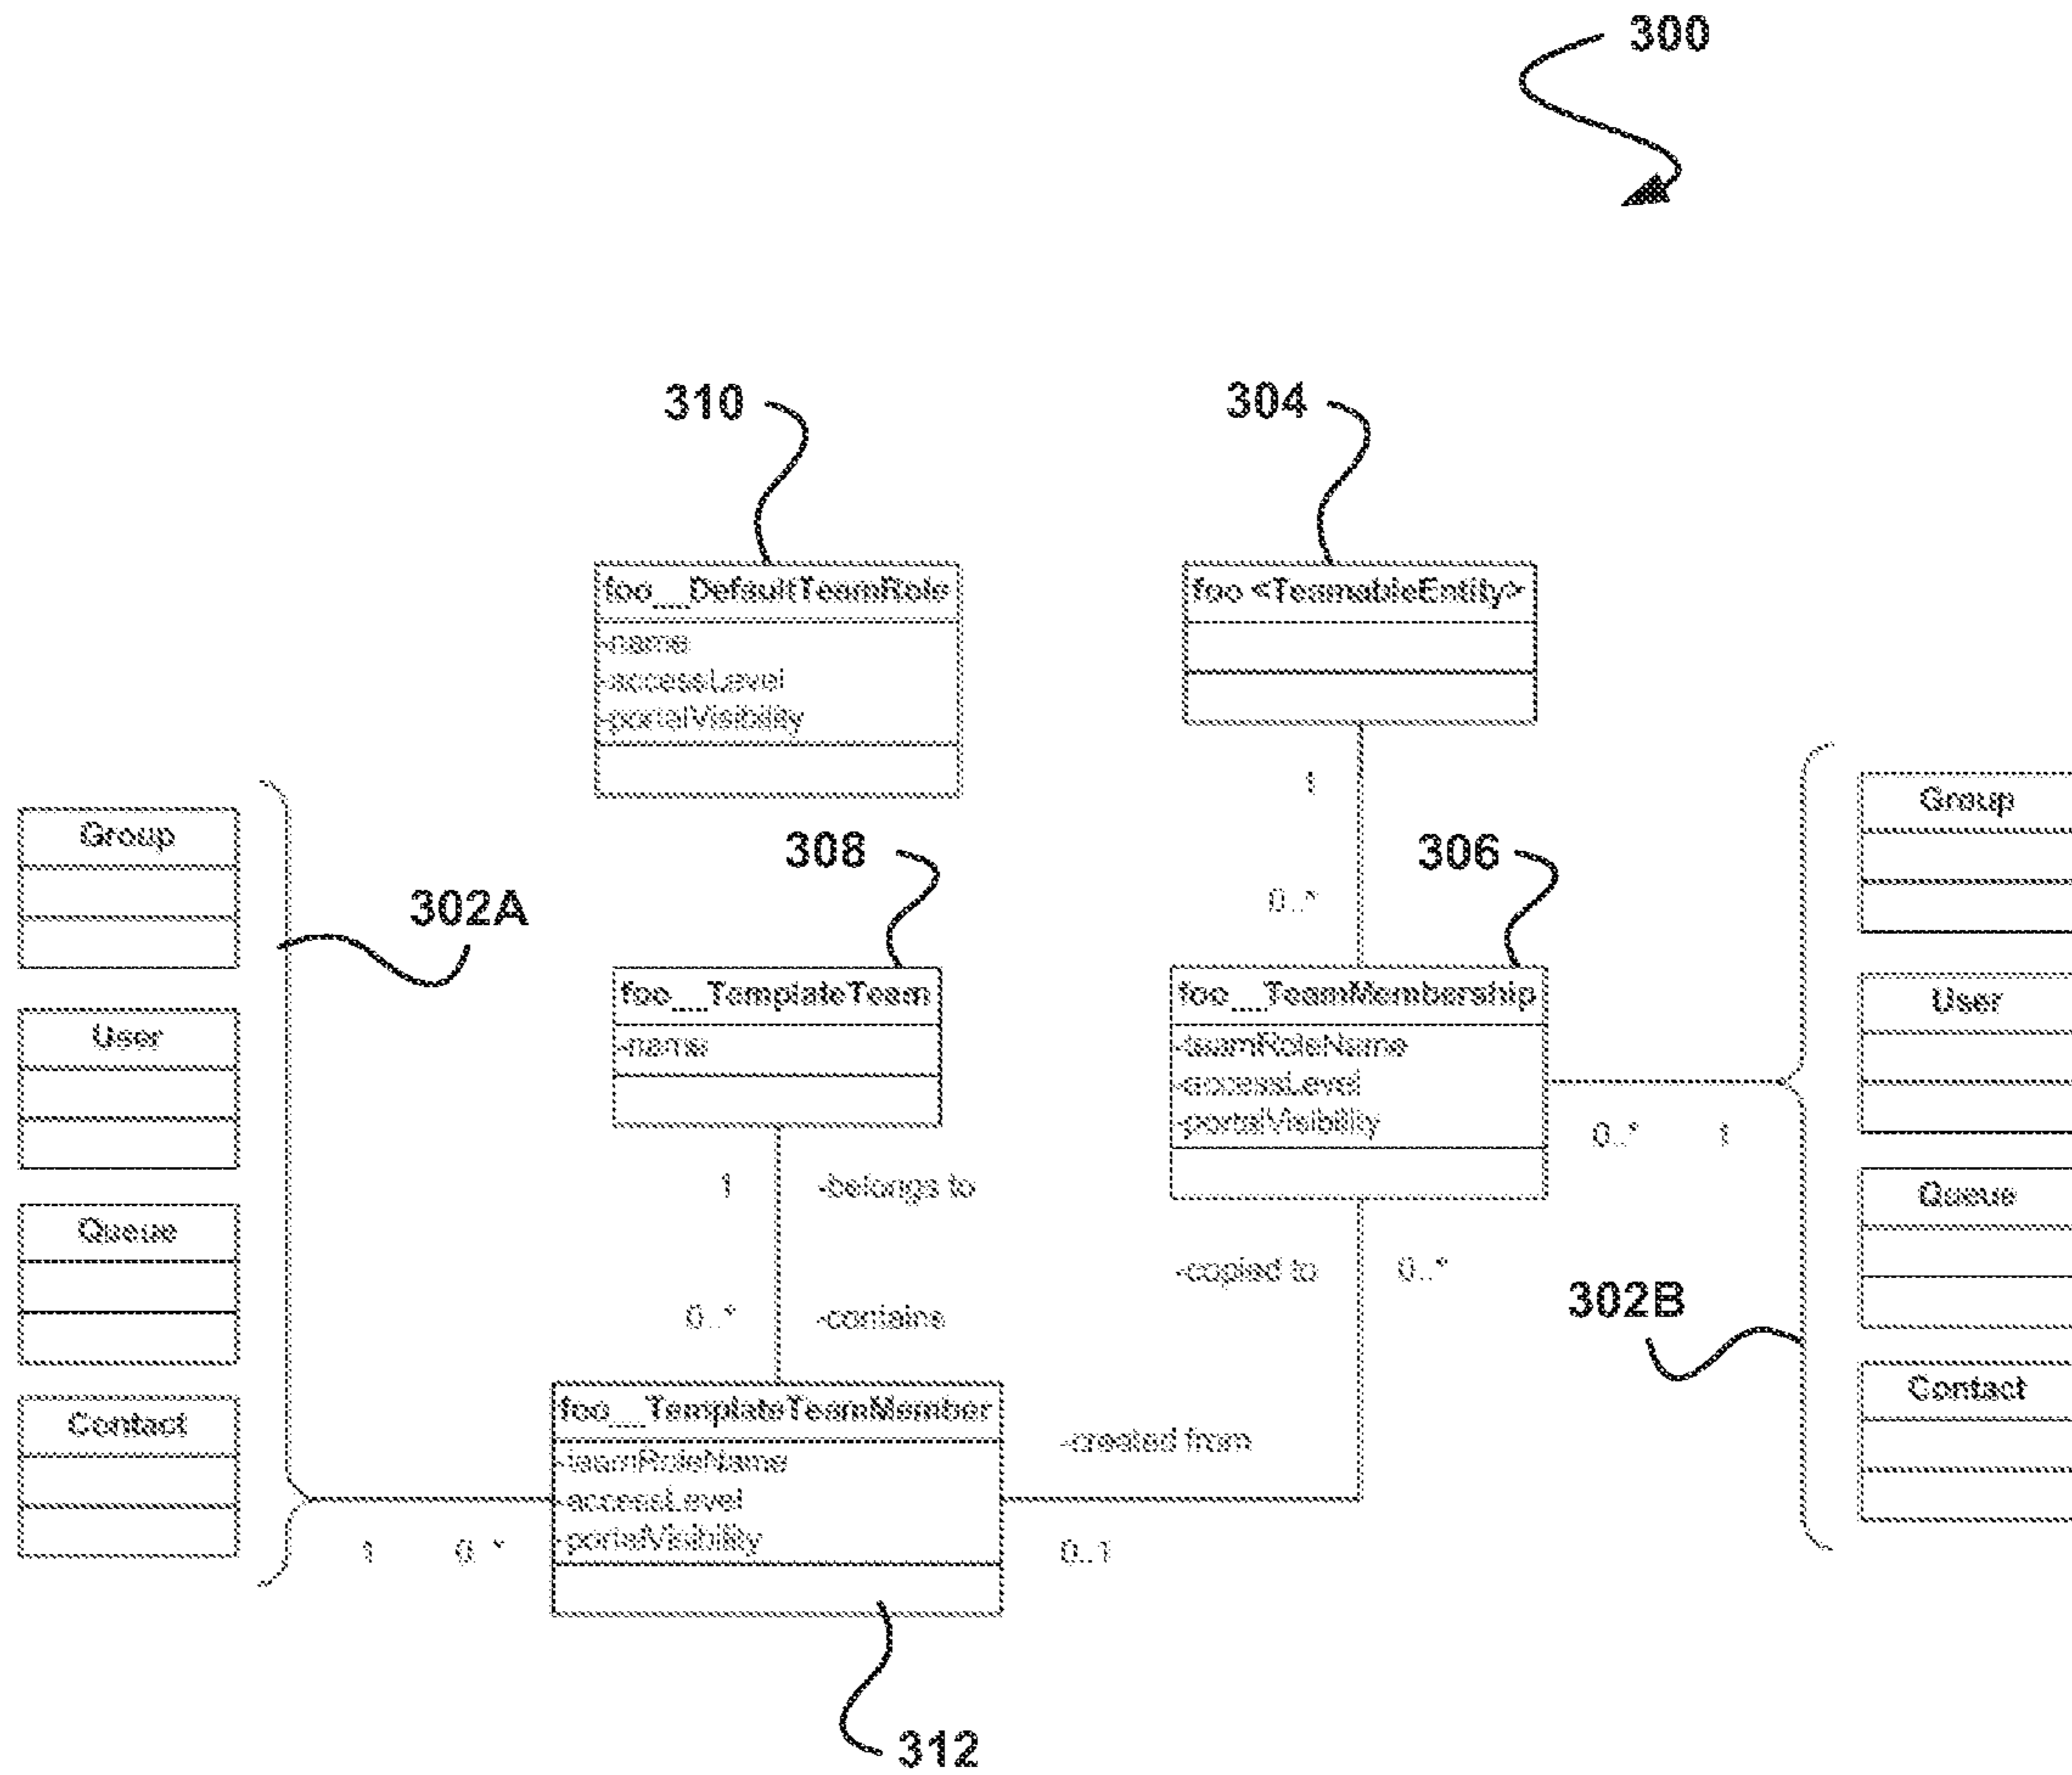 300
310
304
foo__DefaultTeamRole
-name
-accessLevel
-portalVisibility
foo <TeamableEntity>
1
0..*
308
306
302A
Group
User
Queue
Contact
foo__TemplateTeam
-name
foo__TeamMembership
-teamRoleName
-accessLevel
-portalVisibility
0..*
1
Group
User
Queue
Contact
302B
1
-belongs to
0..*
-contains
-copied to
0..*
foo__TemplateTeamMember
-teamRoleName
-accessLevel
-portalVisibility
-created from
0..1
1
0..*
312